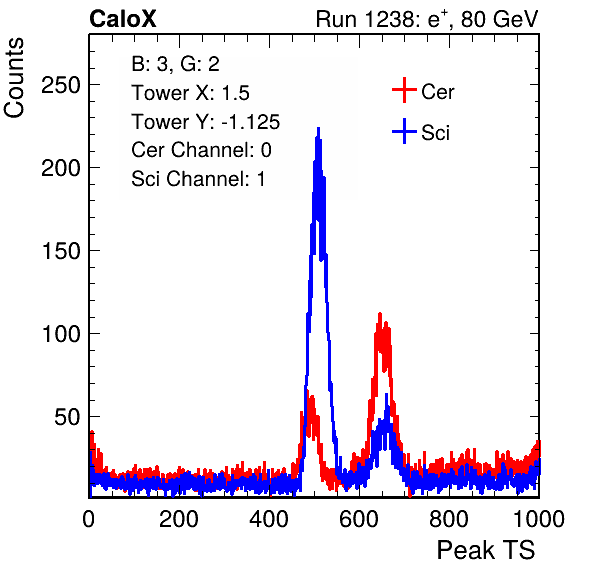 CaloX Run 1238: e⁺, 80 GeV
Counts
B: 3, G: 2
Tower X: 1.5
Tower Y: -1.125
Cer Channel: 0
Sci Channel: 1
Cer
Sci
250
200
150
100
50
0 200 400 600 800 1000
Peak TS